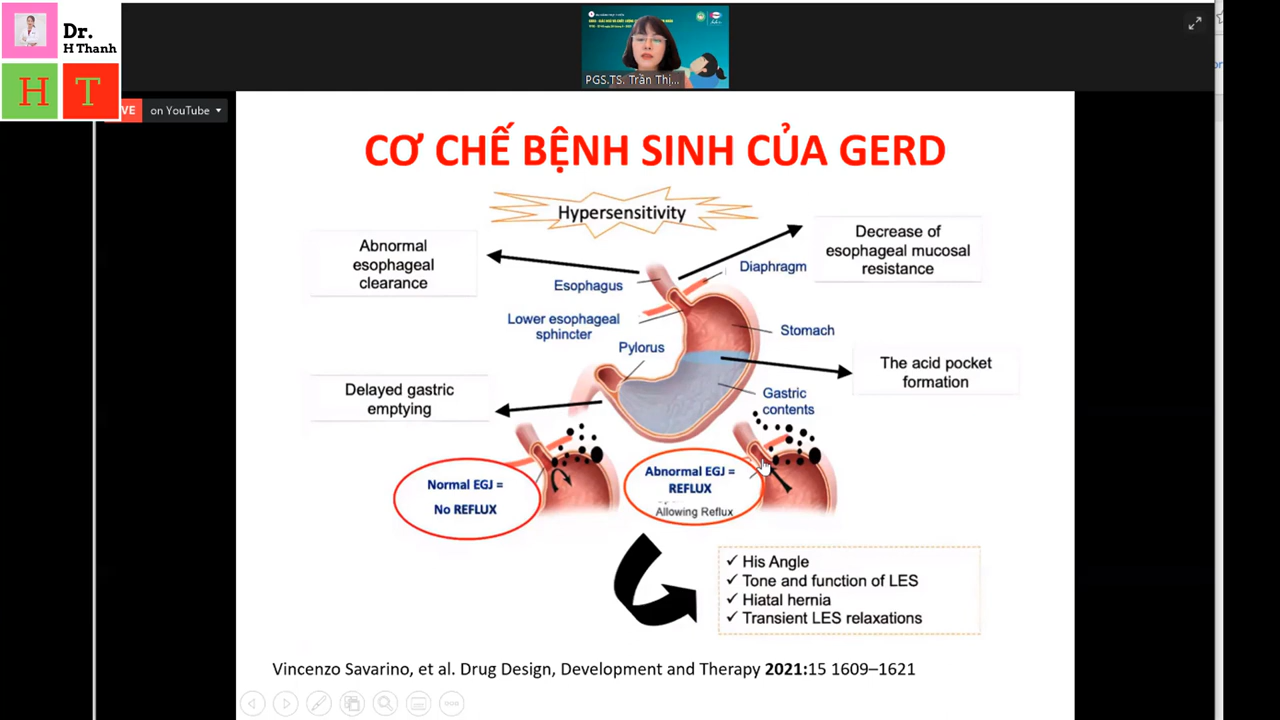 Dr.
H Thanh
H T
PGS.TS. Trần Thị...
VE on YouTube
CƠ CHẾ BỆNH SINH CỦA GERD
Hypersensitivity
Abnormal
esophageal
clearance
Decrease of
esophageal mucosal
resistance
Diaphragm
Esophagus
Lower esophageal
sphincter
Stomach
Pylorus
The acid pocket
formation
Delayed gastric
emptying
Gastric
contents
Normal EGJ =
No REFLUX
Abnormal EGJ =
REFLUX
Allowing Reflux
✓ His Angle
✓ Tone and function of LES
✓ Hiatal hernia
✓ Transient LES relaxations
Vincenzo Savarino, et al. Drug Design, Development and Therapy 2021:15 1609–1621